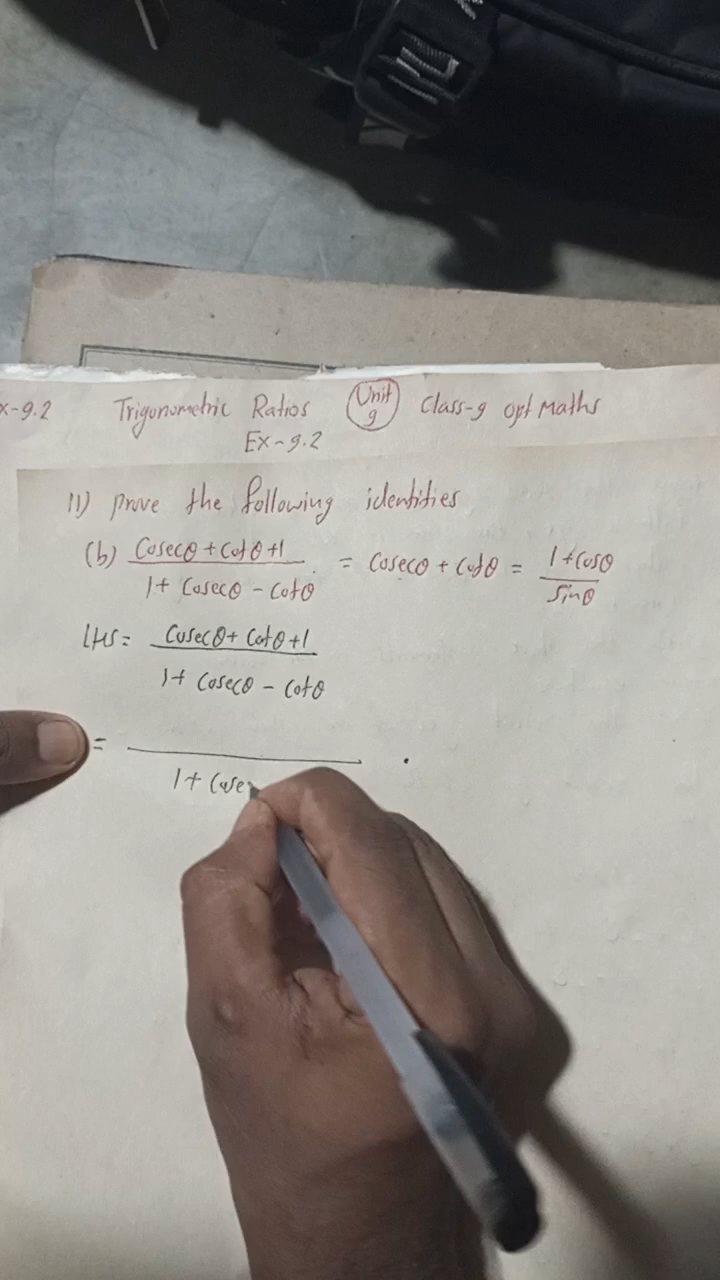 x-9.2 Trigonometric Ratios Unit 9 Class-9 opt Maths
Ex-9.2
11) prove the following identities
(b) Cosecθ + Cotθ + 1 / 1 + Cosecθ - Cotθ = Cosecθ + Cotθ = 1 + Cosθ / Sinθ
LHS = Cosecθ + Cotθ + 1 / 1 + Cosecθ - Cotθ
= / 1 + Cose